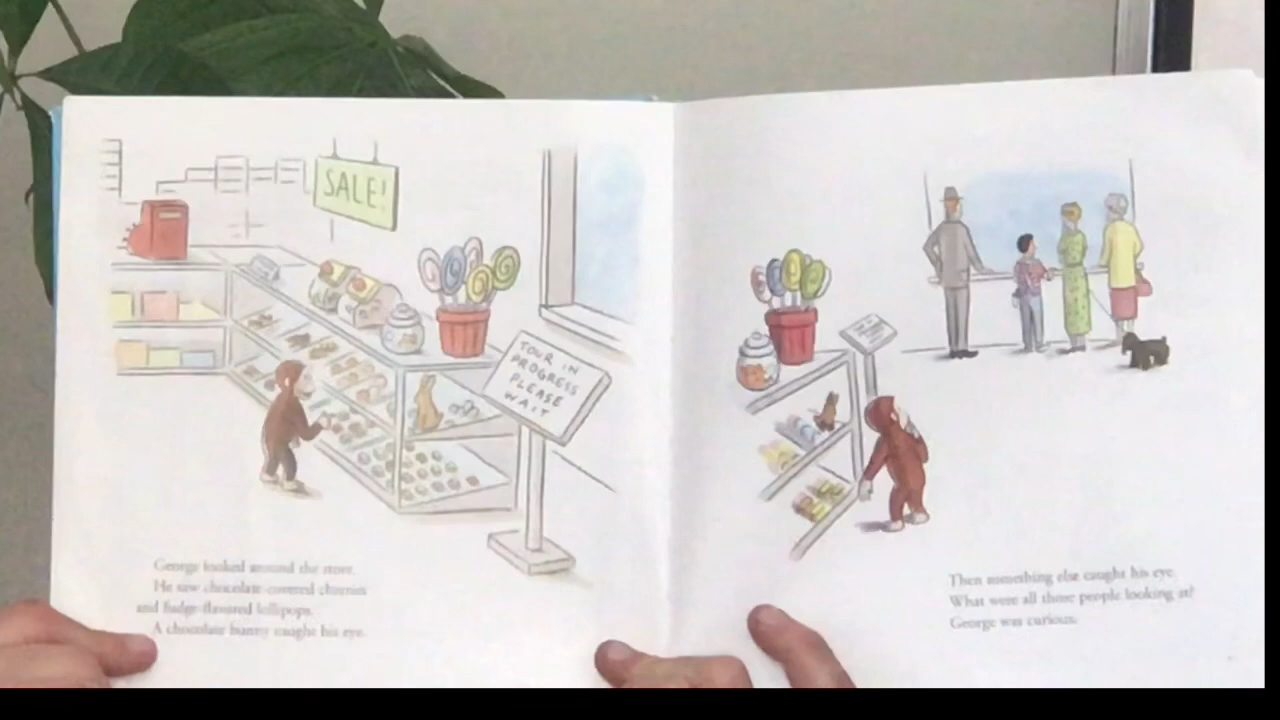 SALE!
TOUR IN
PROGRESS
PLEASE
WAIT
George looked around the store.
He saw chocolate-covered cherries
and fudge-flavored lollipops.
A chocolate bunny caught his eye.
Then something else caught his eye.
What were all those people looking at?
George was curious.